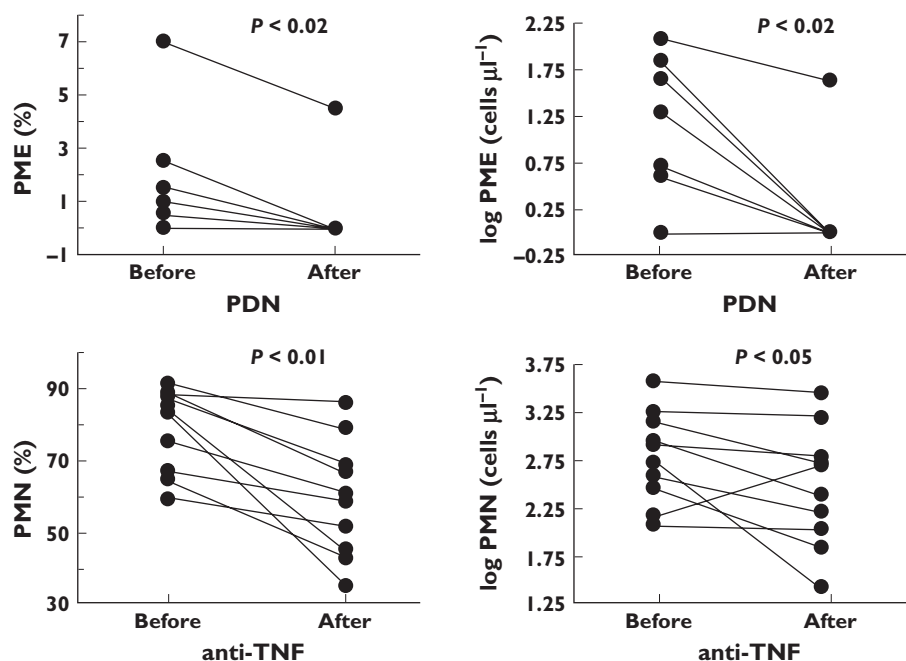 P < 0.02
7
5
3
1
–1
PME (%)
Before After
PDN
P < 0.02
2.25
1.75
1.25
0.75
0.25
–0.25
log PME (cells µl⁻¹)
Before After
PDN
P < 0.01
90
70
50
30
PMN (%)
Before After
anti-TNF
P < 0.05
3.75
3.25
2.75
2.25
1.75
1.25
log PMN (cells µl⁻¹)
Before After
anti-TNF